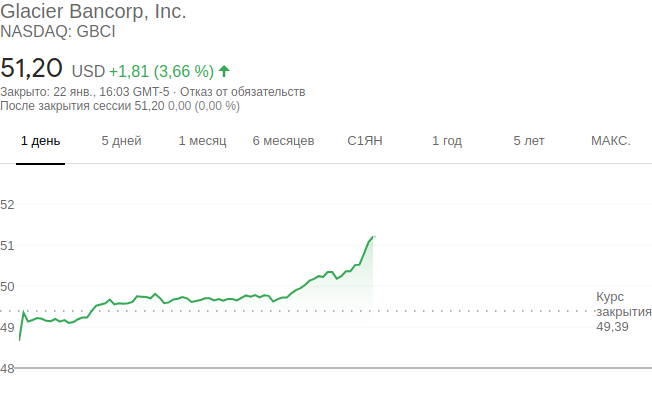 Glacier Bancorp, Inc.
NASDAQ: GBCI
51,20 USD +1,81 (3,66 %)
Закрыто: 22 янв., 16:03 GMT-5 · Отказ от обязательств
После закрытия сессии 51,20 0,00 (0,00 %)
1 день 5 дней 1 месяц 6 месяцев С1ЯН 1 год 5 лет МАКС.
52
51
50
Курс
закрытия
49,39
49
48